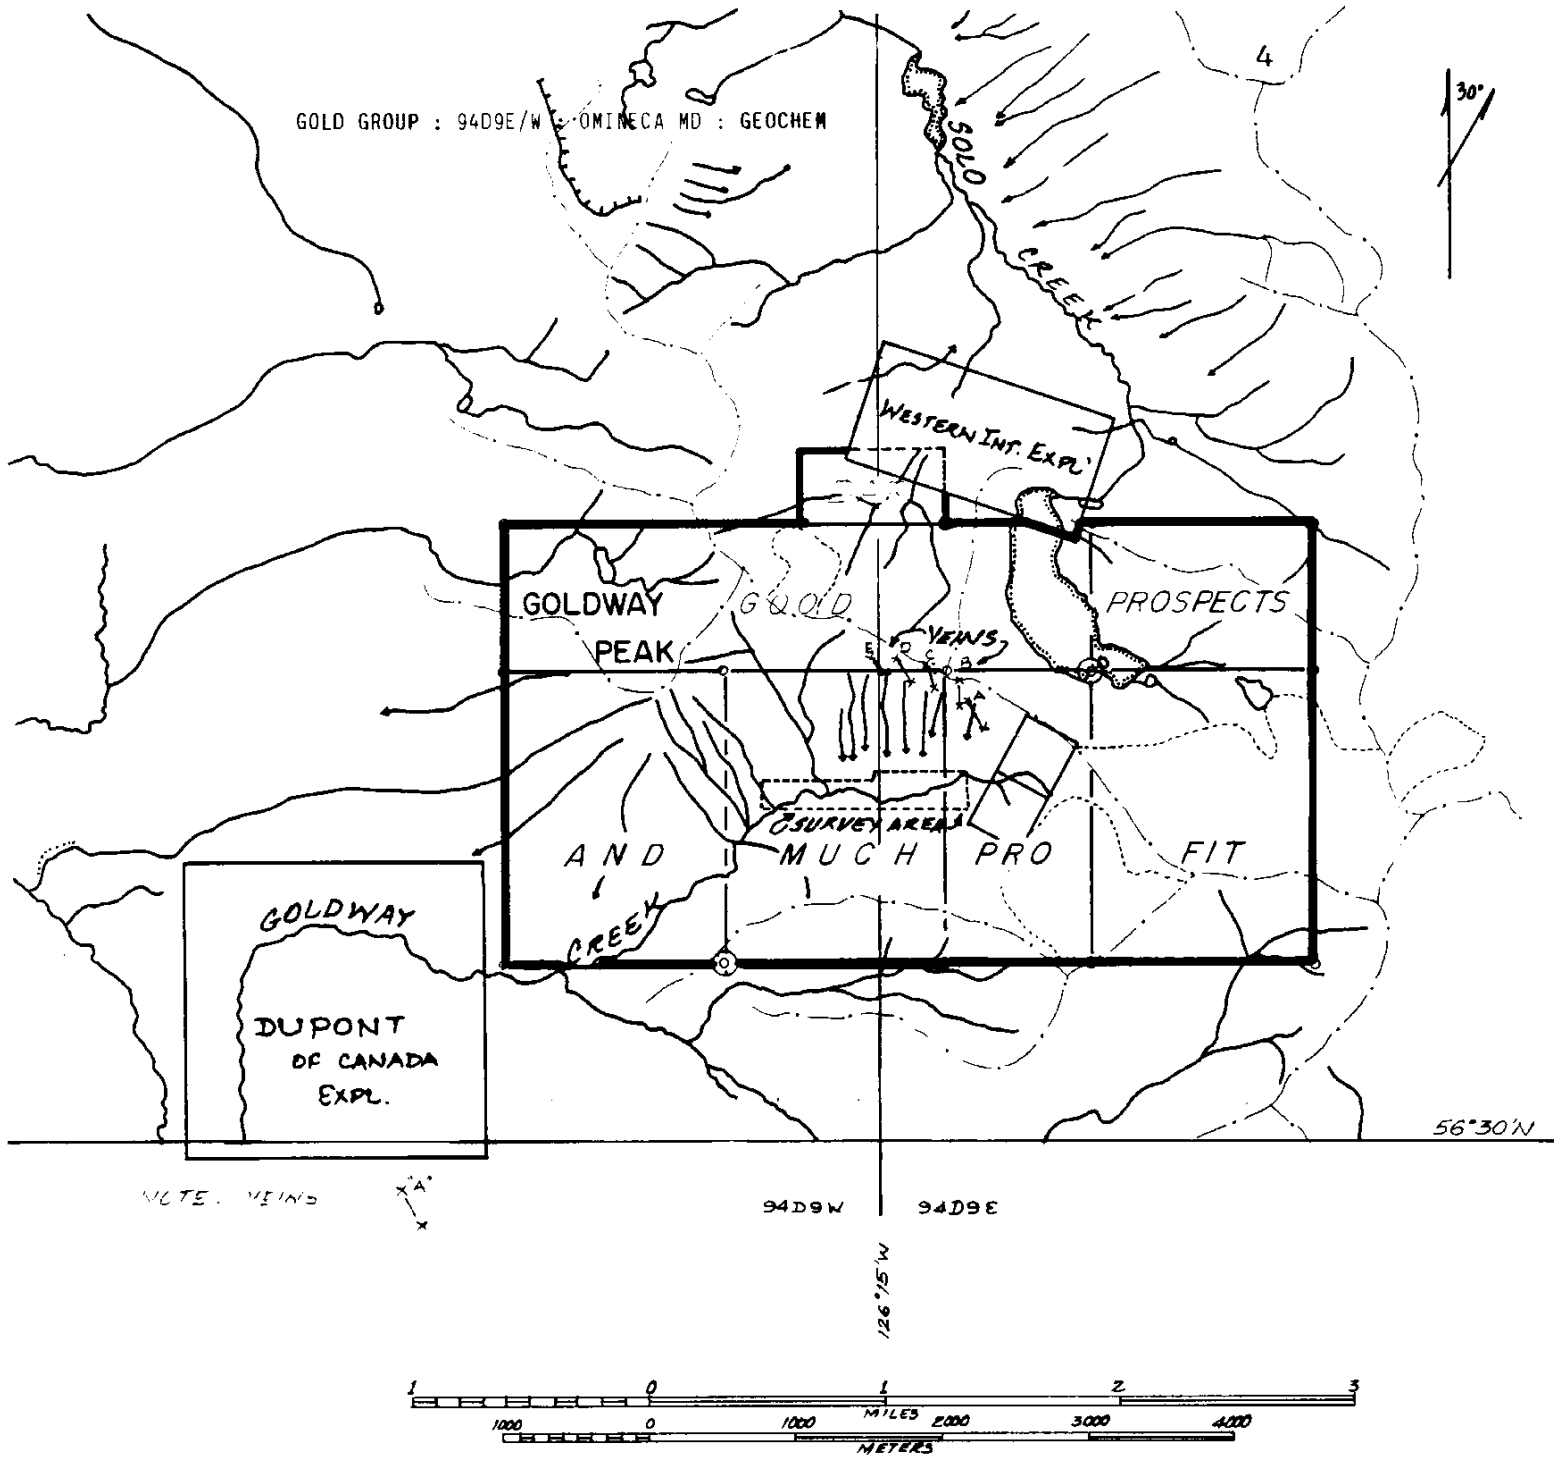 4
30°
GOLD GROUP : 94D9E/W : OMINECA MD : GEOCHEM
SOLO
CREEK
WESTERN INT. EXPL'
GOLDWAY
PEAK
GOOD
PROSPECTS
VEINS
E D C B
A
SURVEY AREAS
AND MUCH PRO FIT
GOLDWAY
CREEK
DUPONT
OF CANADA
EXPL.
56°30'N
NOTE. VEINS
"A"
94D9W 94D9E
126°15'W
1 0 1 2 3
MILES
1000 0 1000 2000 3000 4000
METERS